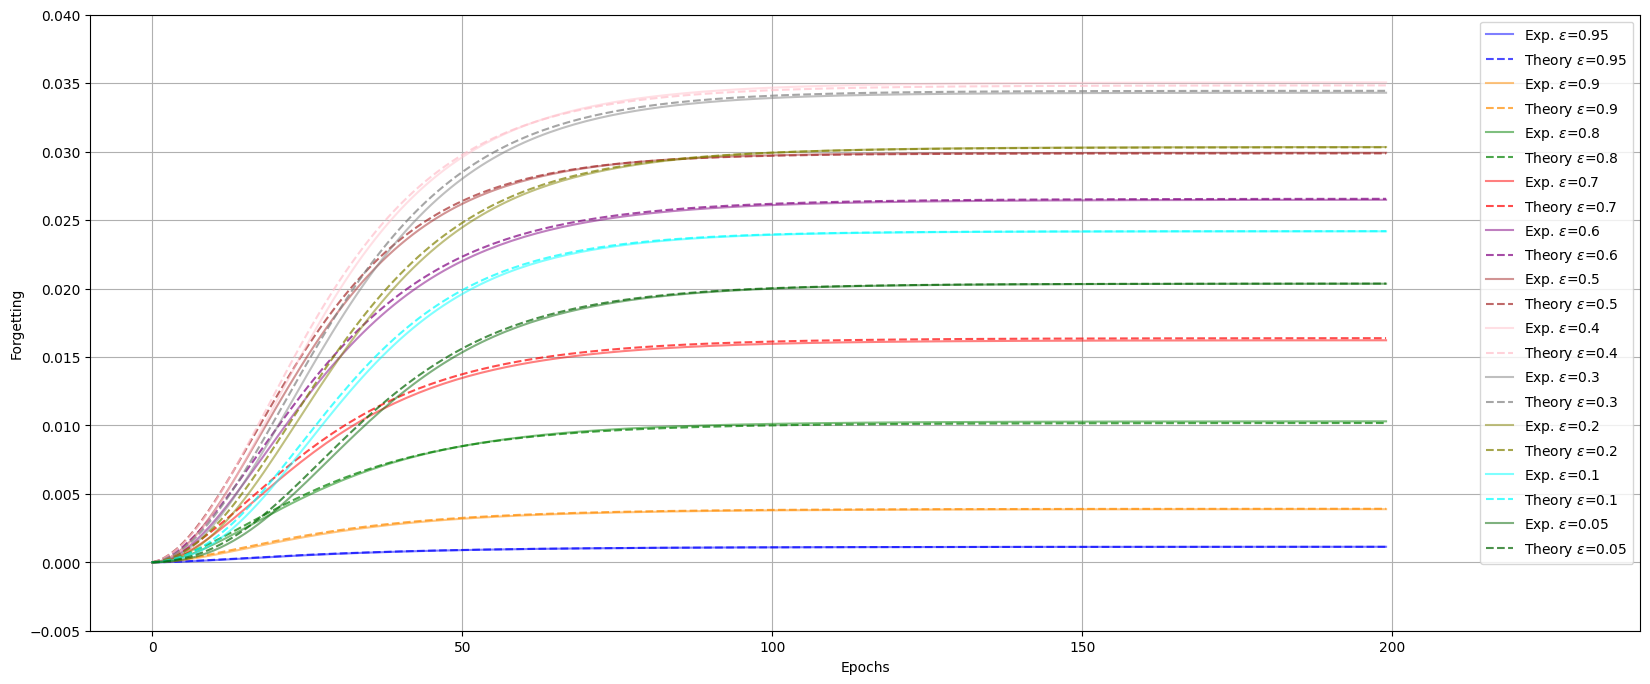 0.040
0.035
0.030
0.025
0.020
0.015
0.010
0.005
0.000
−0.005
Forgetting
0
50
100
150
200
Epochs
Exp. ε=0.95
Theory ε=0.95
Exp. ε=0.9
Theory ε=0.9
Exp. ε=0.8
Theory ε=0.8
Exp. ε=0.7
Theory ε=0.7
Exp. ε=0.6
Theory ε=0.6
Exp. ε=0.5
Theory ε=0.5
Exp. ε=0.4
Theory ε=0.4
Exp. ε=0.3
Theory ε=0.3
Exp. ε=0.2
Theory ε=0.2
Exp. ε=0.1
Theory ε=0.1
Exp. ε=0.05
Theory ε=0.05